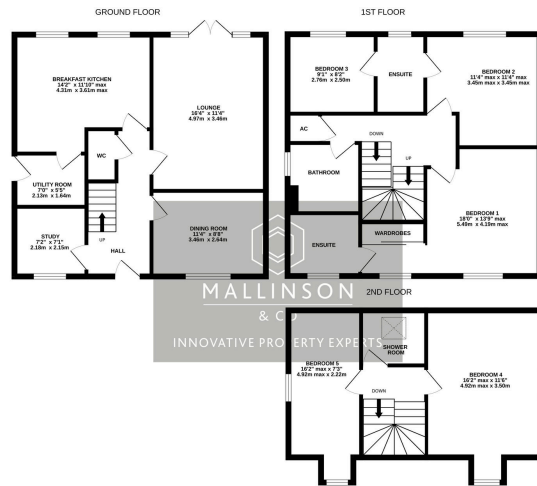 GROUND FLOOR
BREAKFAST KITCHEN
14'2" x 11'10" max
4.31m x 3.61m max
LOUNGE
16'4" x 11'4"
4.97m x 3.46m
WC
UTILITY ROOM
7'0" x 5'5"
2.13m x 1.64m
STUDY
7'2" x 7'1"
2.18m x 2.15m
UP
HALL
DINING ROOM
11'4" x 8'8"
3.46m x 2.64m
1ST FLOOR
BEDROOM 3
9'1" x 8'2"
2.76m x 2.50m
ENSUITE
BEDROOM 2
11'4" max x 11'4" max
3.45m max x 3.45m max
AC
DOWN
UP
BATHROOM
BEDROOM 1
18'0" x 13'9" max
5.49m x 4.19m max
WARDROBES
ENSUITE
MALLINSON
& CO
INNOVATIVE PROPERTY EXPERTS
2ND FLOOR
SHOWER
ROOM
BEDROOM 5
16'2" max x 7'3"
4.92m max x 2.22m
BEDROOM 4
16'2" max x 11'6"
4.92m max x 3.50m
DOWN